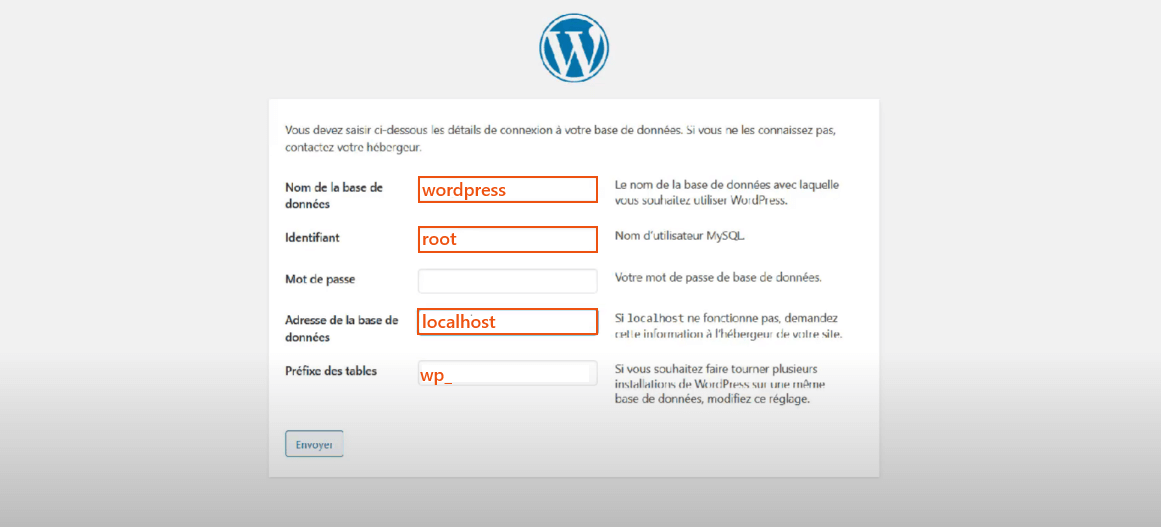 Vous devez saisir ci-dessous les détails de connexion à votre base de données. Si vous ne les connaissez pas,
contactez votre hébergeur.
Nom de la base de
données
wordpress
Le nom de la base de données avec laquelle
vous souhaitez utiliser WordPress.
Identifiant
root
Nom d'utilisateur MySQL.
Mot de passe
Votre mot de passe de base de données.
Adresse de la base de
données
localhost
Si localhost ne fonctionne pas, demandez
cette information à l'hébergeur de votre site.
Préfixe des tables
wp_
Si vous souhaitez faire tourner plusieurs
installations de WordPress sur une même
base de données, modifiez ce réglage.
Envoyer